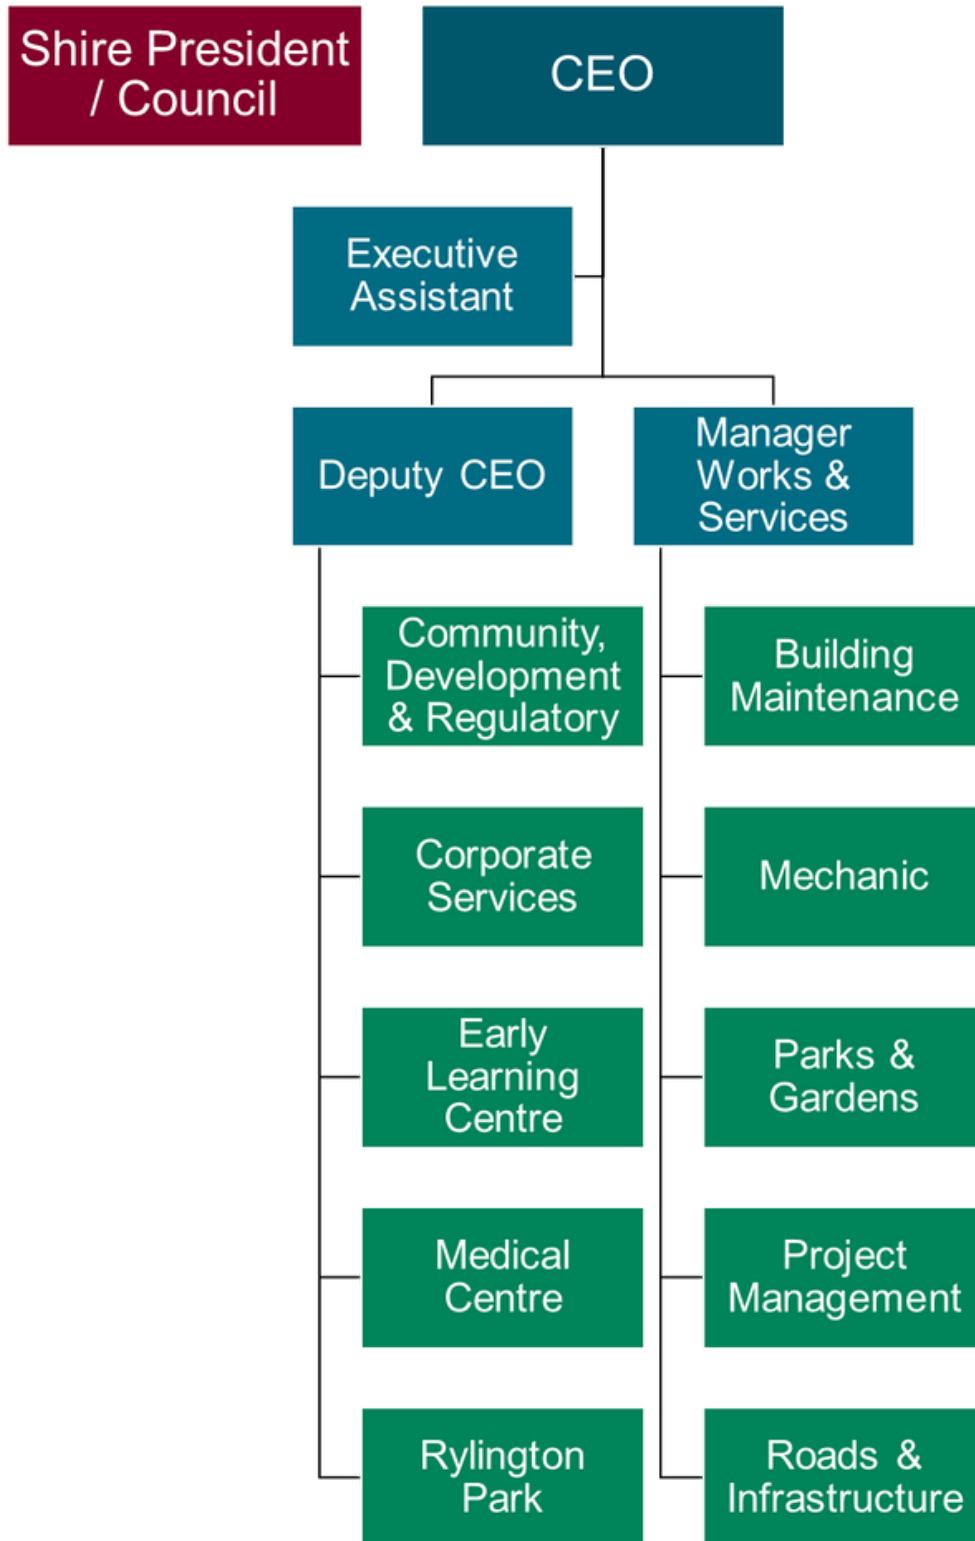 Shire President
/ Council
CEO
Executive
Assistant
Deputy CEO
Manager
Works &
Services
Community,
Development
& Regulatory
Building
Maintenance
Corporate
Services
Mechanic
Early
Learning
Centre
Parks &
Gardens
Medical
Centre
Project
Management
Rylington
Park
Roads &
Infrastructure